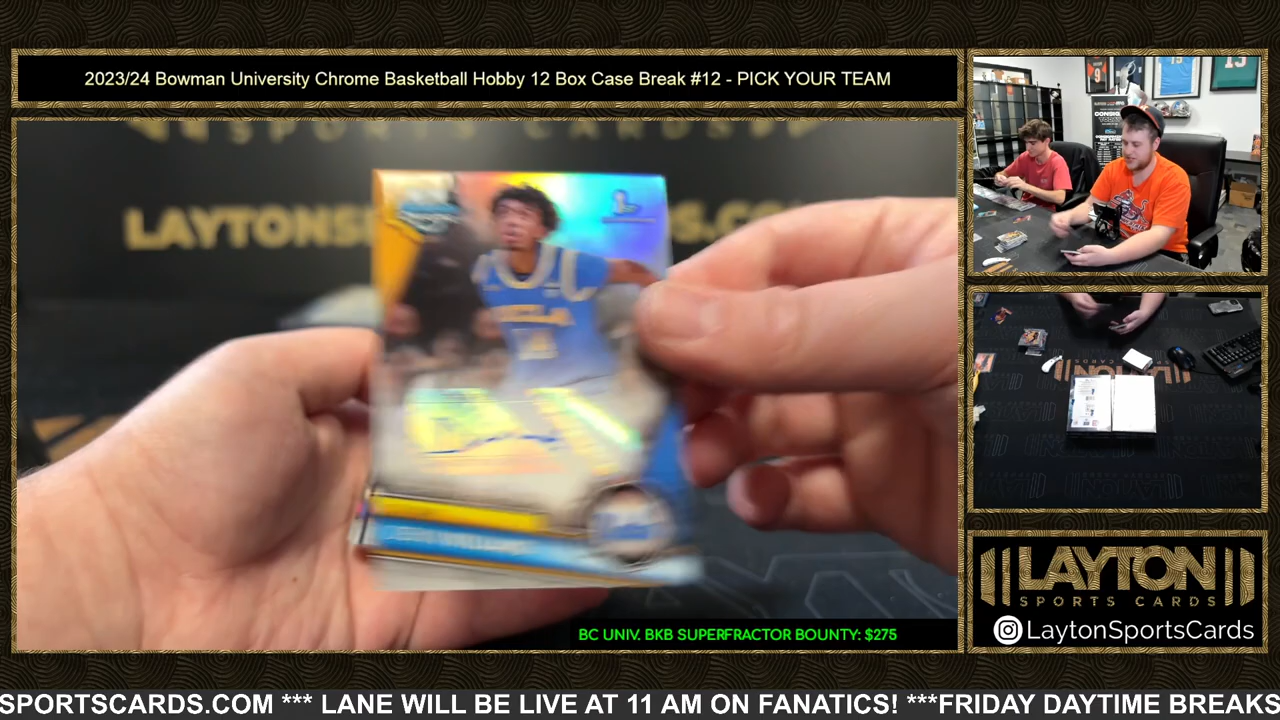 2023/24 Bowman University Chrome Basketball Hobby 12 Box Case Break #12 - PICK YOUR TEAM
UCLA
BC UNIV. BKB SUPERFRACTOR BOUNTY: $275
LAYTON
SPORTS CARDS
LaytonSportsCards
SPORTSCARDS.COM *** LANE WILL BE LIVE AT 11 AM ON FANATICS! ***FRIDAY DAYTIME BREAKS